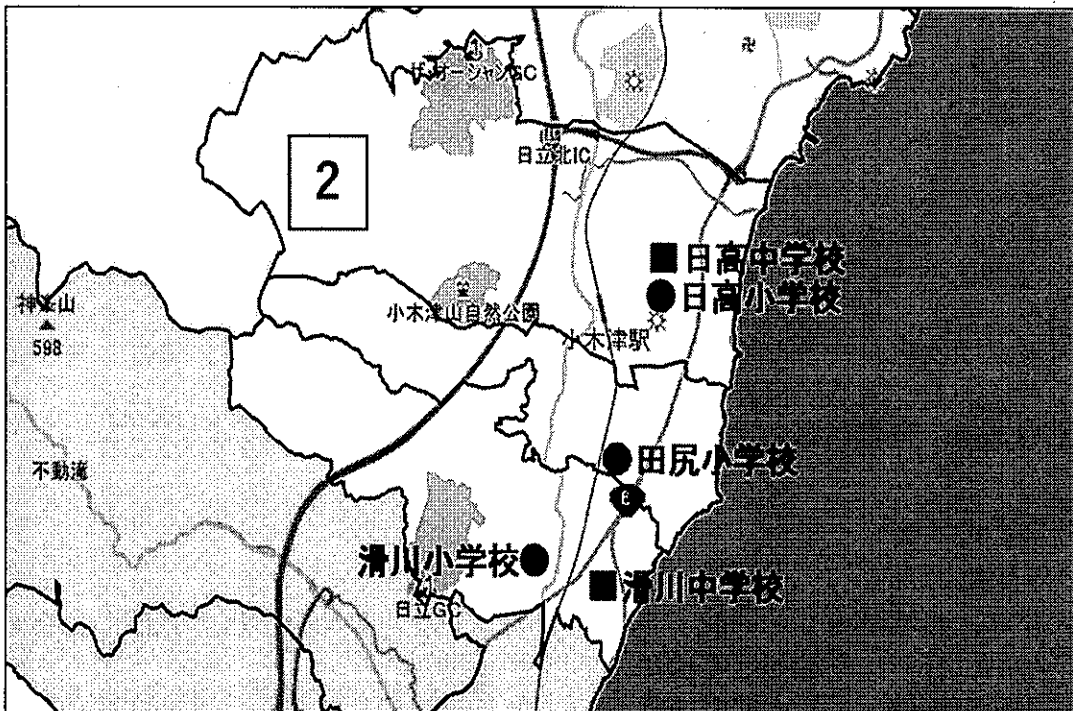 ザ・オーシャンGC
2
日立北IC
日高中学校
日高小学校
小木津山自然公園
小木津駅
神峰山
598
田尻小学校
不動滝
6
滑川小学校
滑川中学校
日立GC